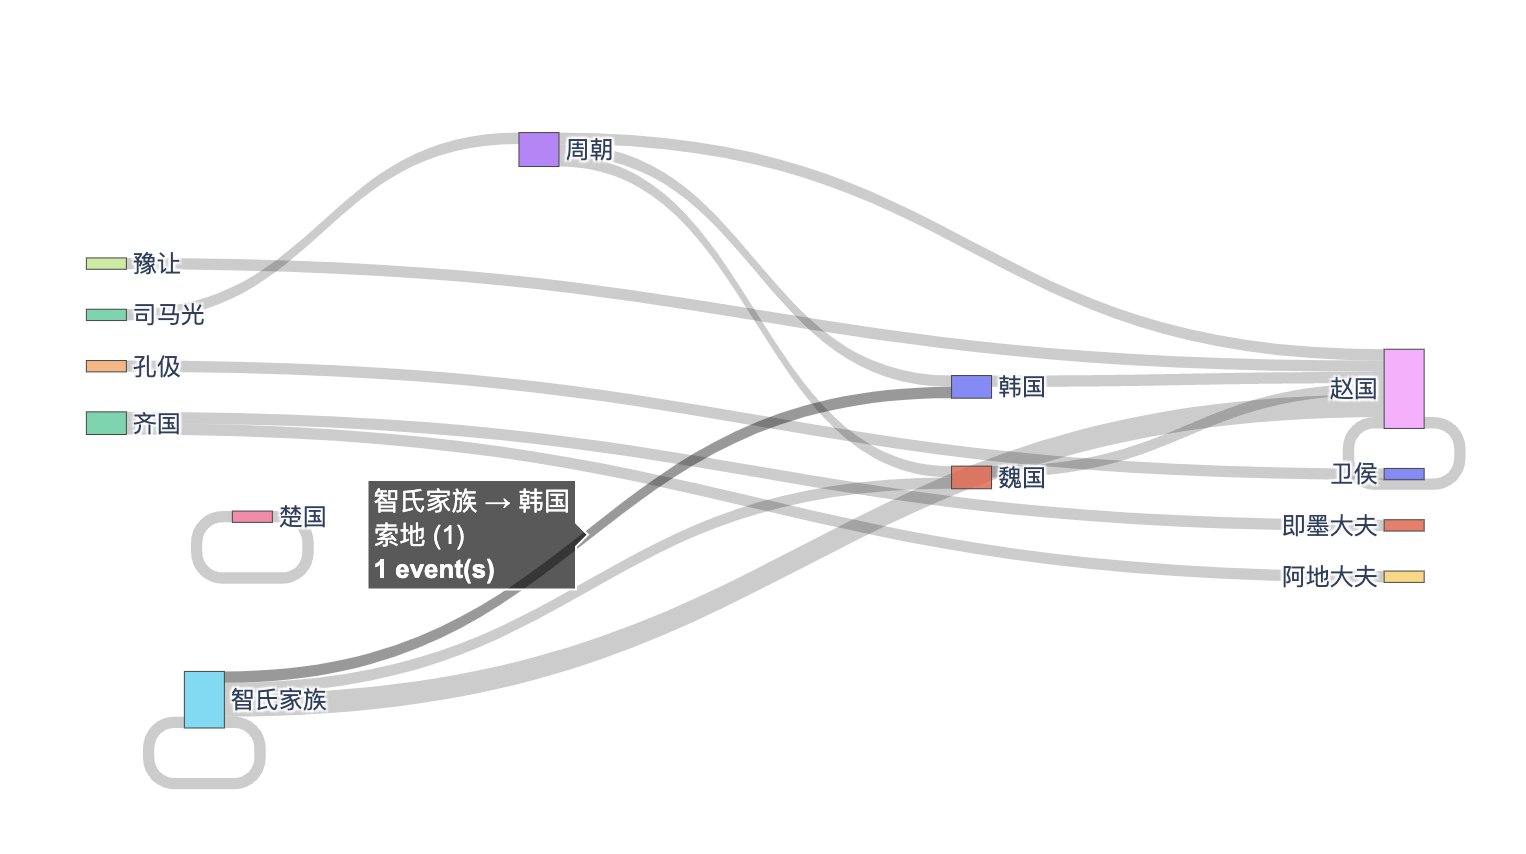 周朝
豫让
司马光
孔伋
齐国
韩国
赵国
魏国
卫侯
智氏家族 → 韩国
索地 (1)
1 event(s)
楚国
即墨大夫
阿地大夫
智氏家族